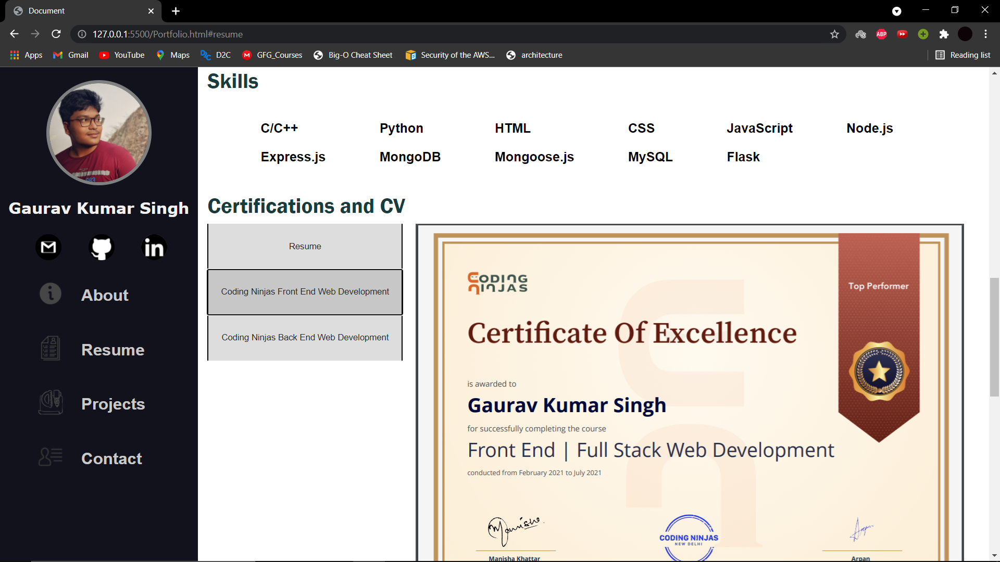 Document
127.0.0.1:5500/Portfolio.html#resume
ABP
Apps
Gmail
YouTube
Maps
D2C
GFG_Courses
Big-O Cheat Sheet
Security of the AWS...
architecture
Reading list
Gaurav Kumar Singh
in
About
Resume
Projects
Contact
Skills
C/C++ Python HTML CSS JavaScript Node.js
Express.js MongoDB Mongoose.js MySQL Flask
Certifications and CV
Resume
Coding Ninjas Front End Web Development
Coding Ninjas Back End Web Development
CODING
NINJAS
Top Performer
Certificate Of Excellence
is awarded to
Gaurav Kumar Singh
for successfully completing the course
Front End | Full Stack Web Development
conducted from February 2021 to July 2021
Manisha
CODING NINJAS
NEW DELHI
Manisha Khattar
Arpan